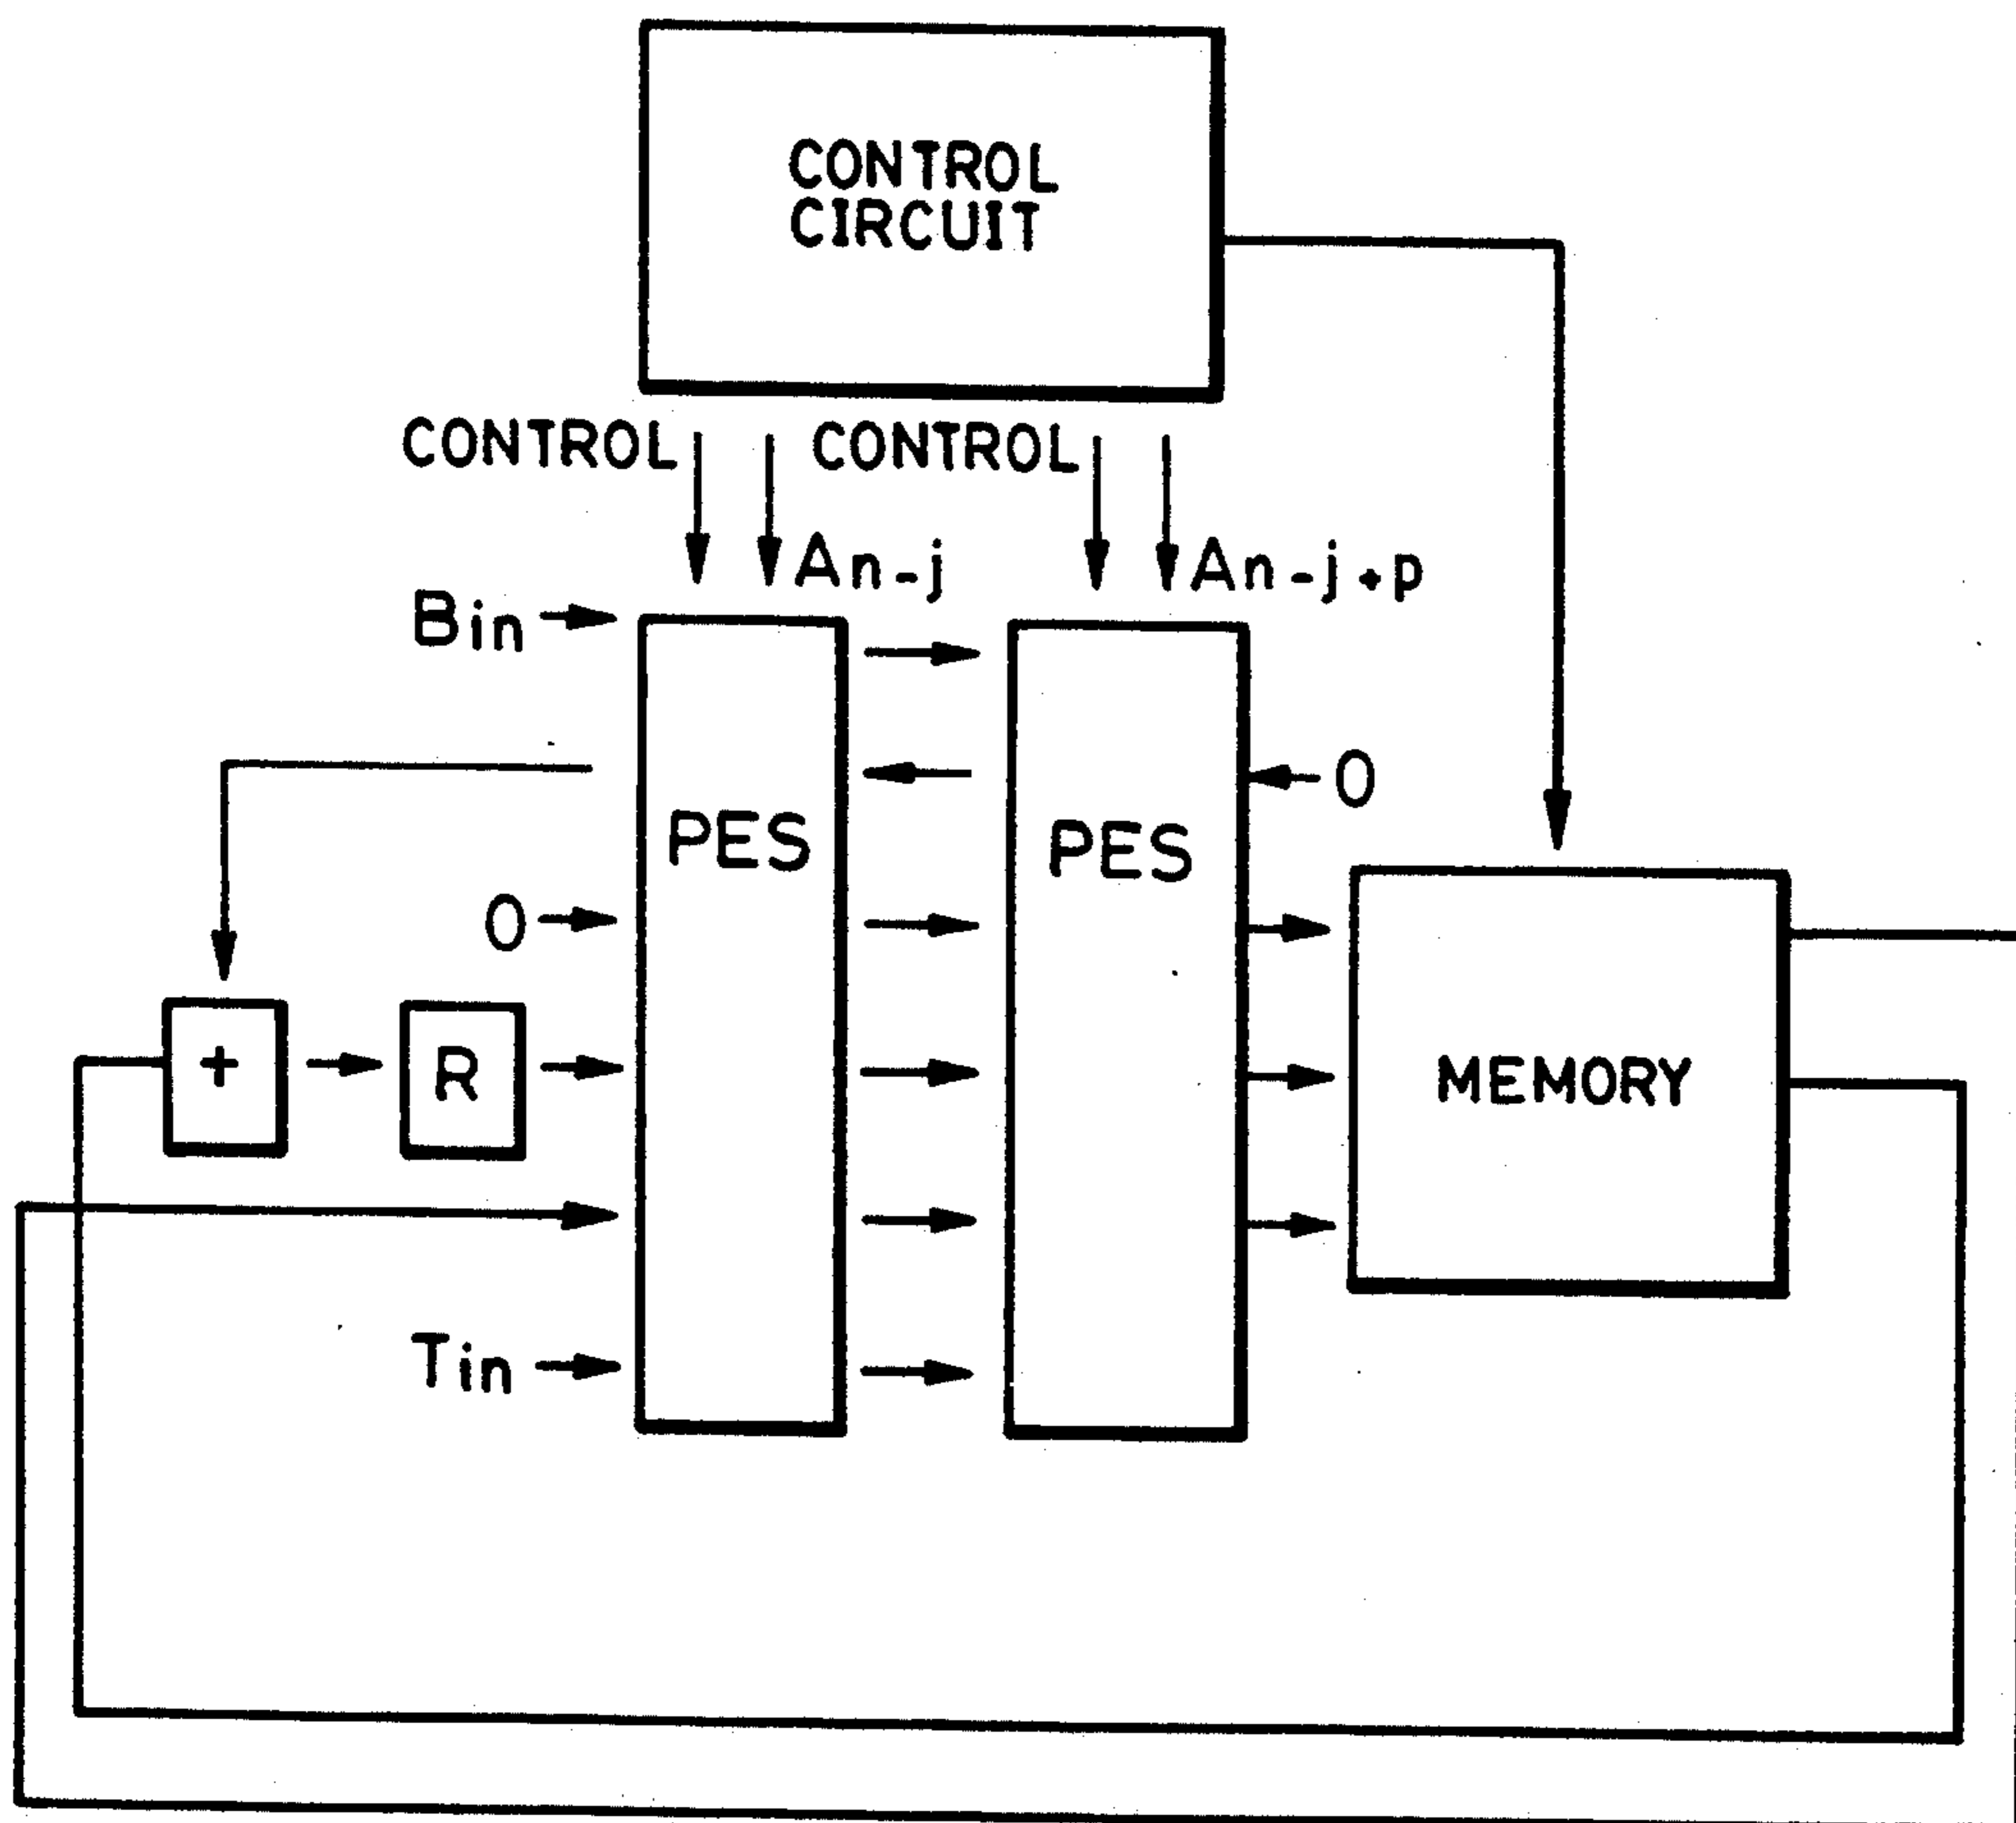 CONTROL
CIRCUIT
CONTROL
CONTROL
An-j
An-j+p
Bin
0
PES
PES
0
+
R
MEMORY
Tin